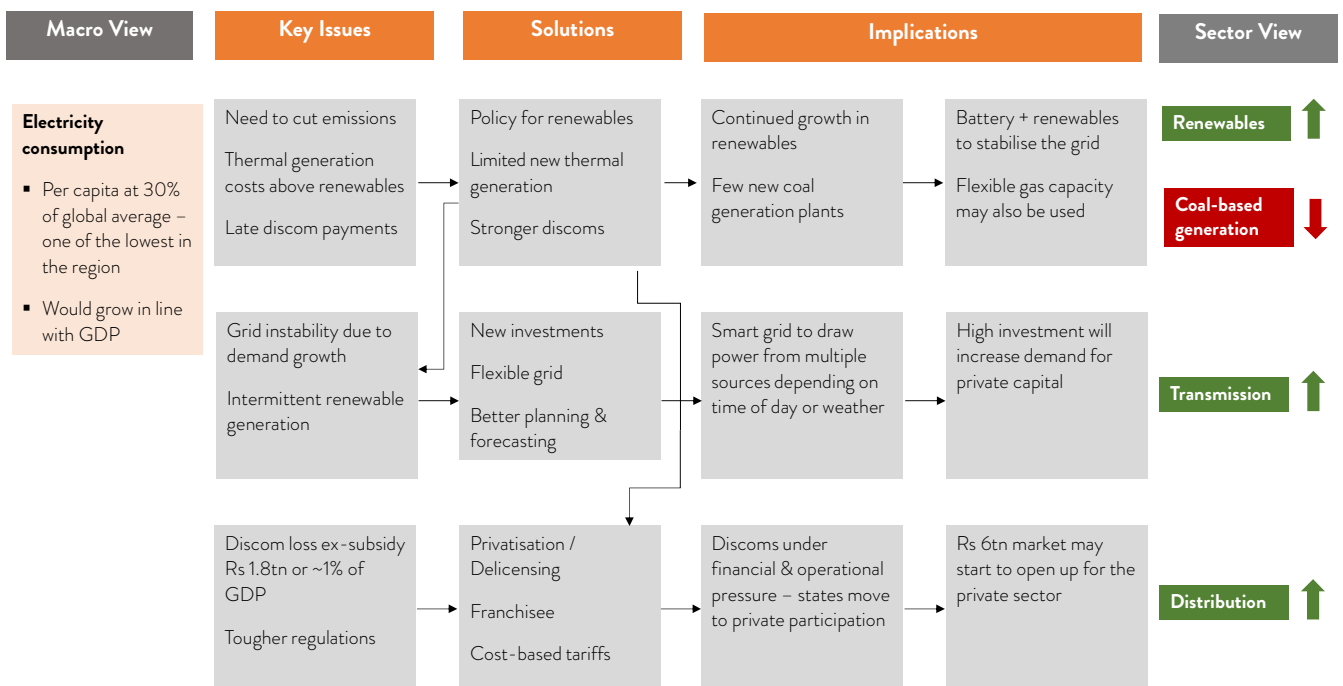 Macro View
Key Issues
Solutions
Implications
Sector View
Electricity
consumption
▪ Per capita at 30%
of global average –
one of the lowest in
the region
▪ Would grow in line
with GDP
Need to cut emissions
Thermal generation
costs above renewables
Late discom payments
Policy for renewables
Limited new thermal
generation
Stronger discoms
Continued growth in
renewables
Few new coal
generation plants
Battery + renewables
to stabilise the grid
Flexible gas capacity
may also be used
Renewables
Coal-based
generation
Grid instability due to
demand growth
Intermittent renewable
generation
New investments
Flexible grid
Better planning &
forecasting
Smart grid to draw
power from multiple
sources depending on
time of day or weather
High investment will
increase demand for
private capital
Transmission
Discom loss ex-subsidy
Rs 1.8tn or ~1% of
GDP
Tougher regulations
Privatisation /
Delicensing
Franchisee
Cost-based tariffs
Discoms under
financial & operational
pressure – states move
to private participation
Rs 6tn market may
start to open up for the
private sector
Distribution